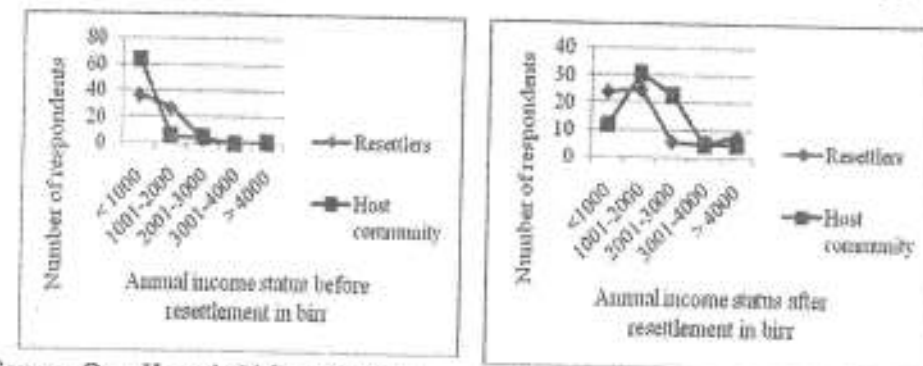 80
60
40
20
0
Number of respondents
< 1000
1001-2000
2001-3000
3001-4000
> 4000
Resettlers
Host
community
Annual income status before
resettlement in birr
40
30
20
10
0
Number of respondents
<1000
1001-2000
2001-3000
3001-4000
>4000
Resettlers
Host
community
Annual income status after
resettlement in birr